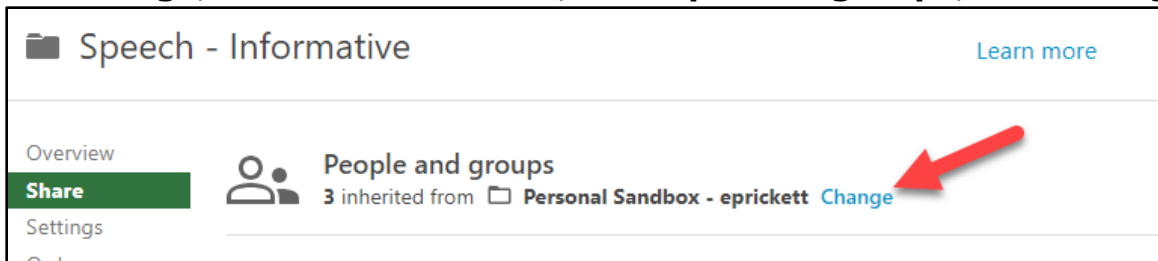 Speech - Informative
Learn more
Overview
Share
Settings
People and groups
3 inherited from Personal Sandbox - eprickett Change